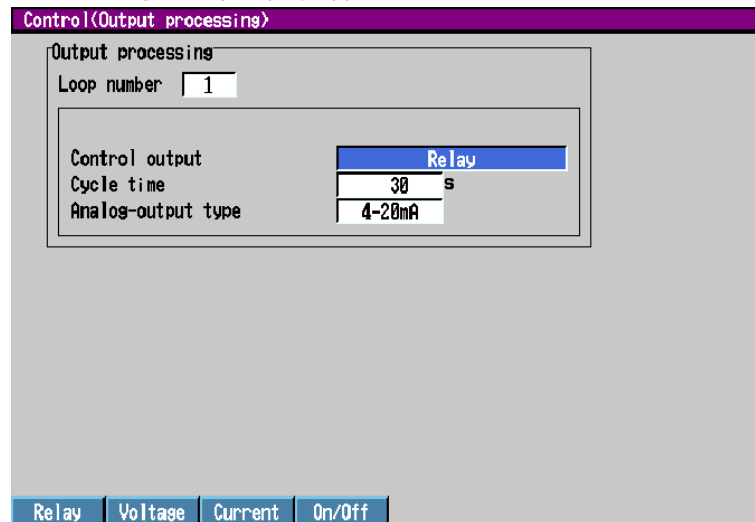 Control(Output processing)
Output processing
Loop number 1
Control output Relay
Cycle time 30 s
Analog-output type 4-20mA
Relay Voltage Current On/Off